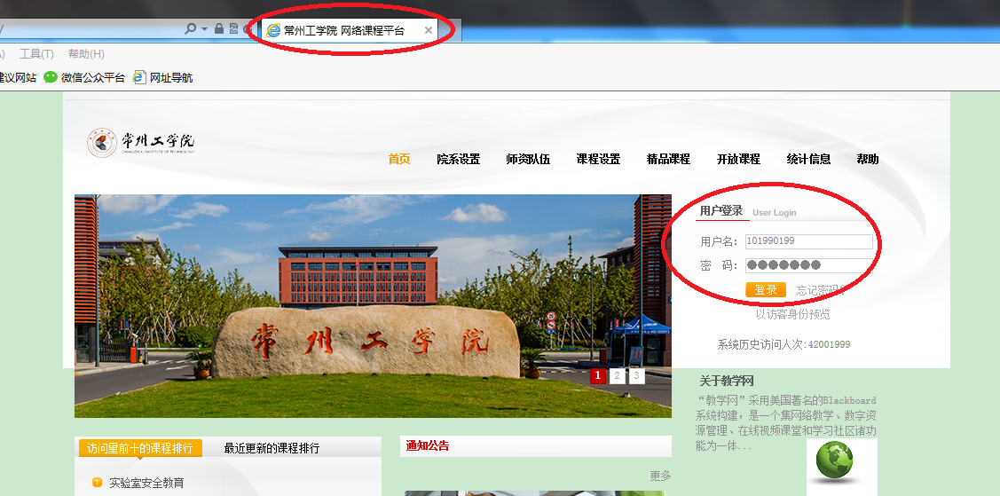 常州工学院 网络课程平台
工具(T) 帮助(H)
建议网站 微信公众平台 网址导航
常州工学院
CHANGZHOU INSTITUTE OF TECHNOLOGY
首页 院系设置 师资队伍 课程设置 精品课程 开放课程 统计信息 帮助
常州工学院
1 2 3
用户登录 User Login
用户名: 101990199
密 码:
登录 忘记密码
以访客身份预览
系统历史访问人次:42001999
关于教学网
“教学网”采用美国著名的Blackboard
系统构建，是一个集网络教学、数字资
源管理、在线视频课堂和学习社区诸功
能为一体...
访问量前十的课程排行 最近更新的课程排行
1 实验室安全教育
通知公告
更多